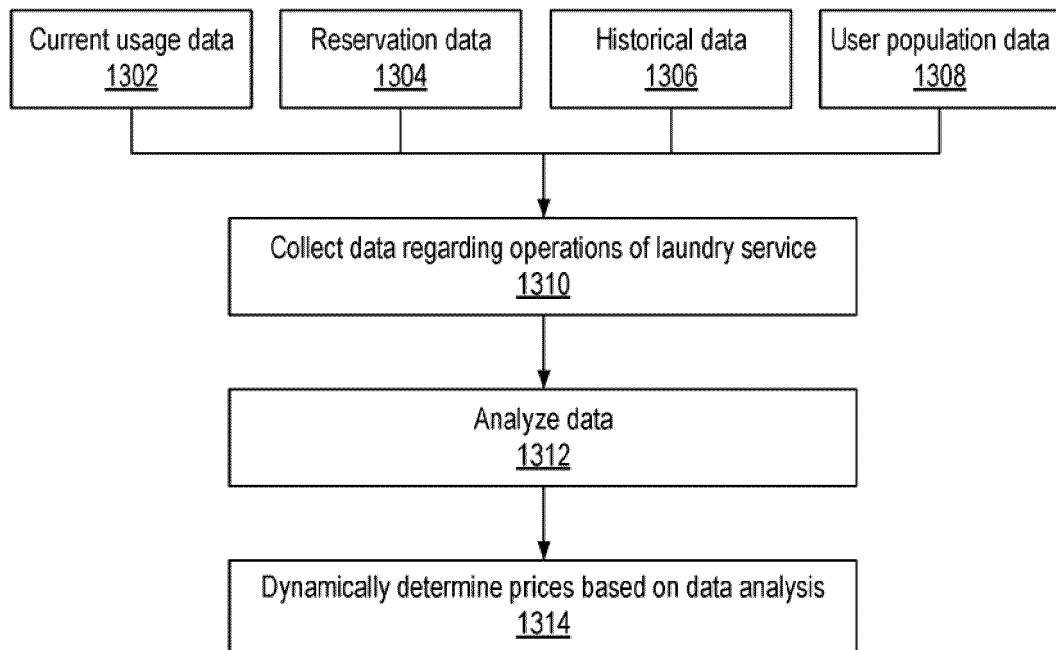 Current usage data
1302
Reservation data
1304
Historical data
1306
User population data
1308
Collect data regarding operations of laundry service
1310
Analyze data
1312
Dynamically determine prices based on data analysis
1314